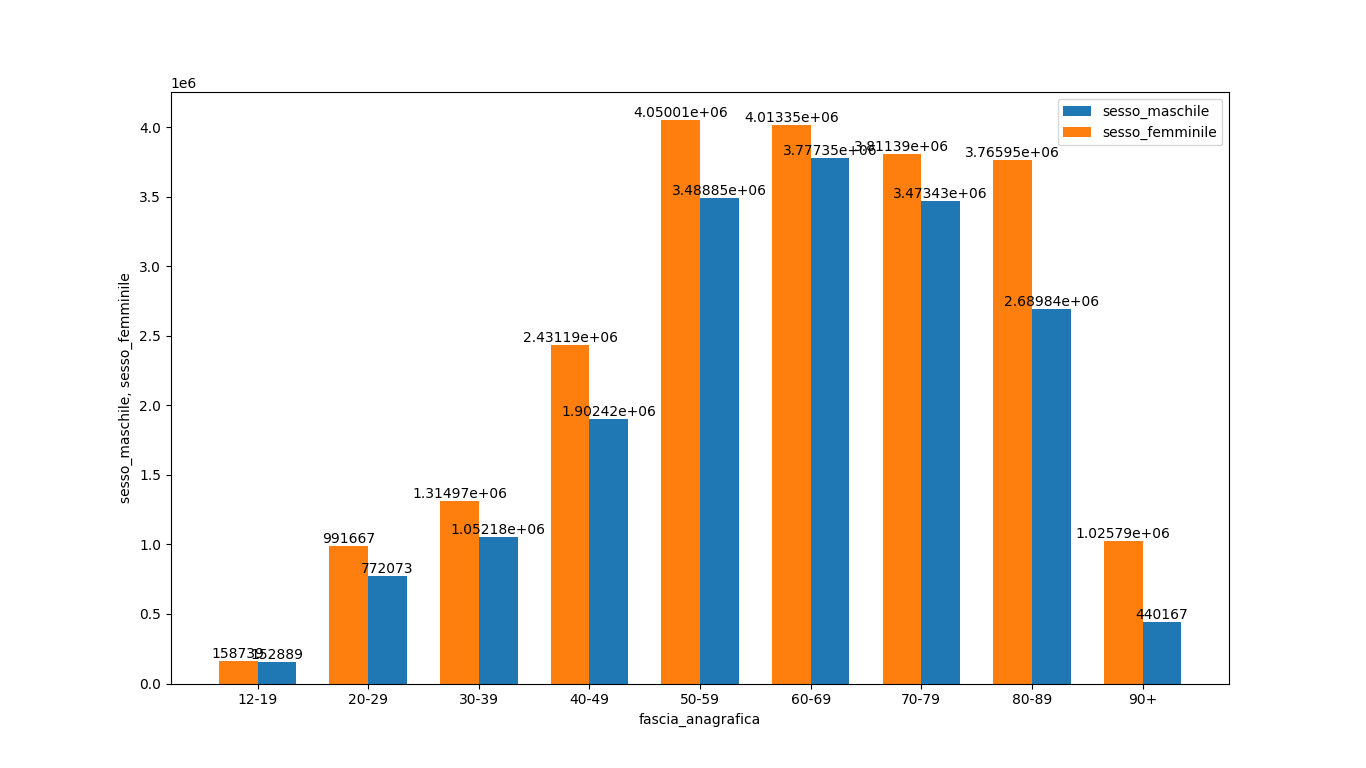 1e6
sesso_maschile
sesso_femminile
4.0
3.5
3.0
2.5
2.0
1.5
1.0
0.5
0.0
sesso_maschile, sesso_femminile
158739
152889
991667
772073
1.31497e+06
1.05218e+06
2.43119e+06
1.90242e+06
4.05001e+06
3.48885e+06
4.01335e+06
3.77735e+06
3.81139e+06
3.47343e+06
3.76595e+06
2.68984e+06
1.02579e+06
440167
12-19
20-29
30-39
40-49
50-59
60-69
70-79
80-89
90+
fascia_anagrafica